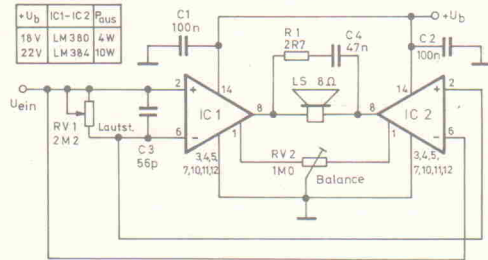 +Ub IC1-IC2 Paus
18V LM380 4W
22V LM384 10W
C1
100n
R1
2R7
C4
47n
+Ub
C2
100n
LS 8Ω
Uein
2
+
14
IC 1
8
6
−
1
3,4,5,
7,10,11,12
RV1
2M2
Lautst.
C3
56p
RV2
1M0
Balance
14
8
IC 2
1
2
+
6
−
3,4,5,
7,10,11,12